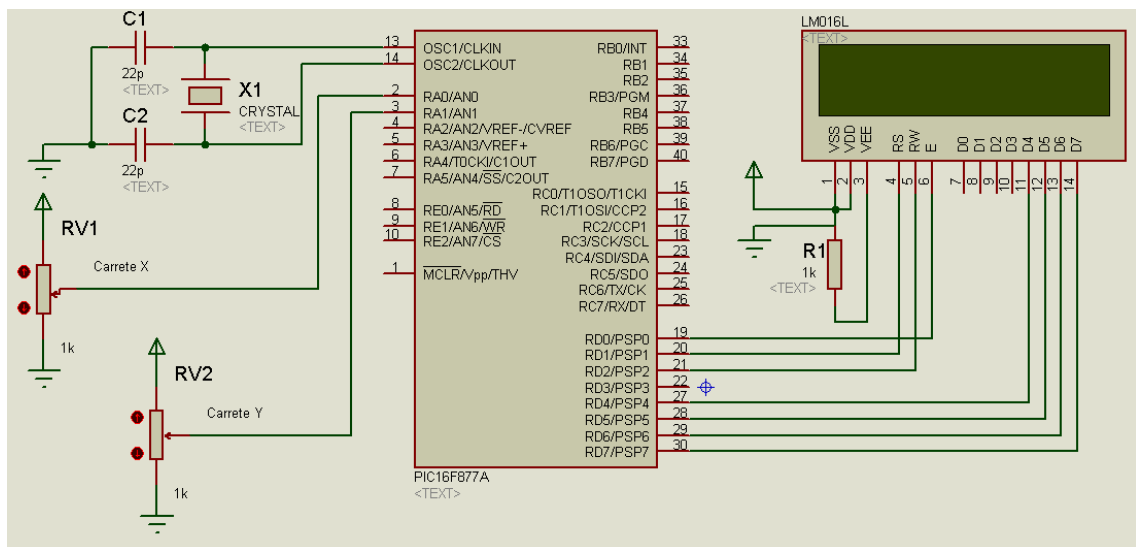 C1
22p
<TEXT>
X1
CRYSTAL
<TEXT>
C2
22p
<TEXT>
RV1
Carrete X
1k
RV2
Carrete Y
1k
13 OSC1/CLKIN
14 OSC2/CLKOUT
2 RA0/AN0
3 RA1/AN1
4 RA2/AN2/VREF-/CVREF
5 RA3/AN3/VREF+
6 RA4/T0CKI/C1OUT
7 RA5/AN4/SS/C2OUT
8 RE0/AN5/RD
9 RE1/AN6/WR
10 RE2/AN7/CS
1 MCLR/Vpp/THV
RB0/INT 33
RB1 34
RB2 35
RB3/PGM 36
RB4 37
RB5 38
RB6/PGC 39
RB7/PGD 40
RC0/T1OSO/T1CKI 15
RC1/T1OSI/CCP2 16
RC2/CCP1 17
RC3/SCK/SCL 18
RC4/SDI/SDA 23
RC5/SDO 24
RC6/TX/CK 25
RC7/RX/DT 26
RD0/PSP0 19
RD1/PSP1 20
RD2/PSP2 21
RD3/PSP3 22
RD4/PSP4 27
RD5/PSP5 28
RD6/PSP6 29
RD7/PSP7 30
PIC16F877A
<TEXT>
LM016L
<TEXT>
VSS VDD VEE RS RW E D0 D1 D2 D3 D4 D5 D6 D7
1 2 3 4 5 6 7 8 9 10 11 12 13 14
R1
1k
<TEXT>